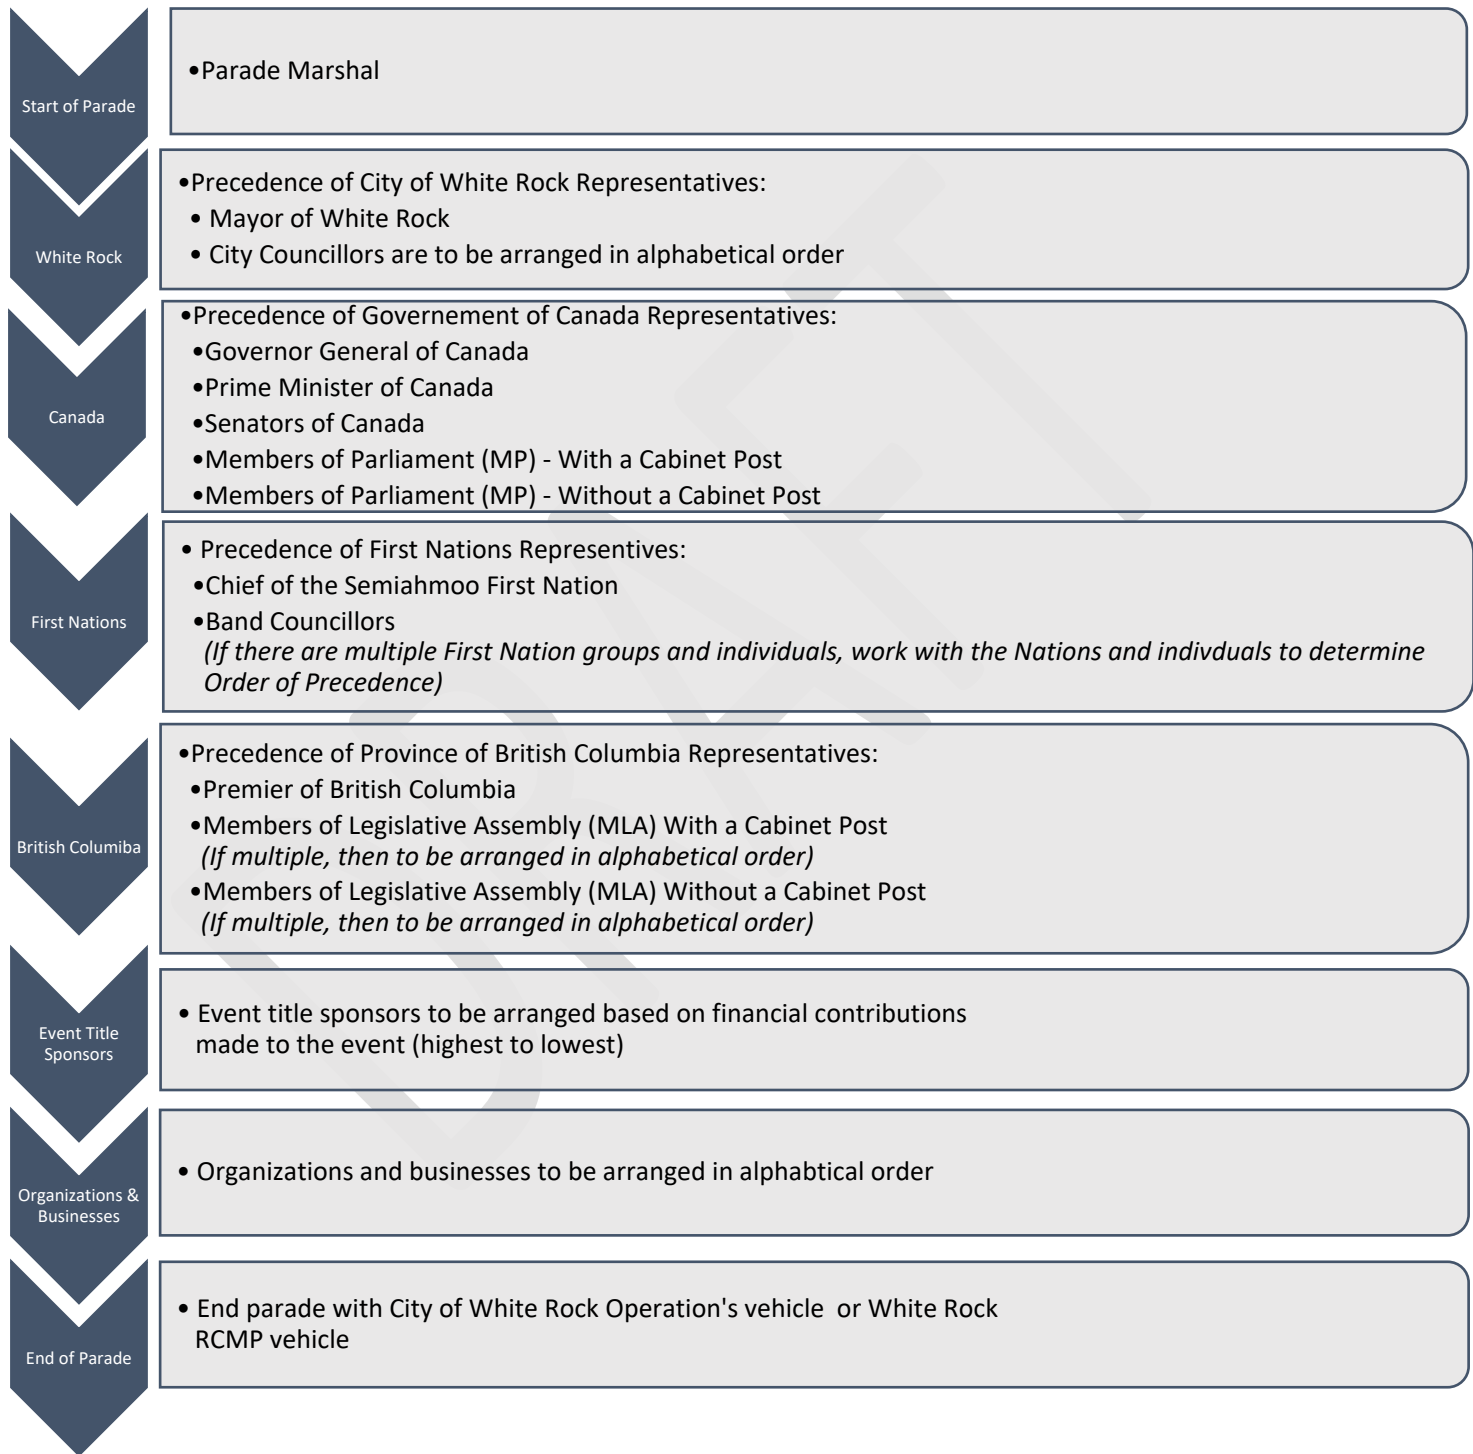 Start of Parade
•Parade Marshal
White Rock
•Precedence of City of White Rock Representatives:
• Mayor of White Rock
• City Councillors are to be arranged in alphabetical order
Canada
•Precedence of Governement of Canada Representatives:
•Governor General of Canada
•Prime Minister of Canada
•Senators of Canada
•Members of Parliament (MP) - With a Cabinet Post
•Members of Parliament (MP) - Without a Cabinet Post
First Nations
• Precedence of First Nations Representives:
•Chief of the Semiahmoo First Nation
•Band Councillors
(If there are multiple First Nation groups and individuals, work with the Nations and indivduals to determine
Order of Precedence)
British Columiba
•Precedence of Province of British Columbia Representatives:
•Premier of British Columbia
•Members of Legislative Assembly (MLA) With a Cabinet Post
(If multiple, then to be arranged in alphabetical order)
•Members of Legislative Assembly (MLA) Without a Cabinet Post
(If multiple, then to be arranged in alphabetical order)
Event Title
Sponsors
• Event title sponsors to be arranged based on financial contributions
made to the event (highest to lowest)
Organizations &
Businesses
• Organizations and businesses to be arranged in alphabtical order
End of Parade
• End parade with City of White Rock Operation's vehicle  or White Rock
RCMP vehicle
DRAFT